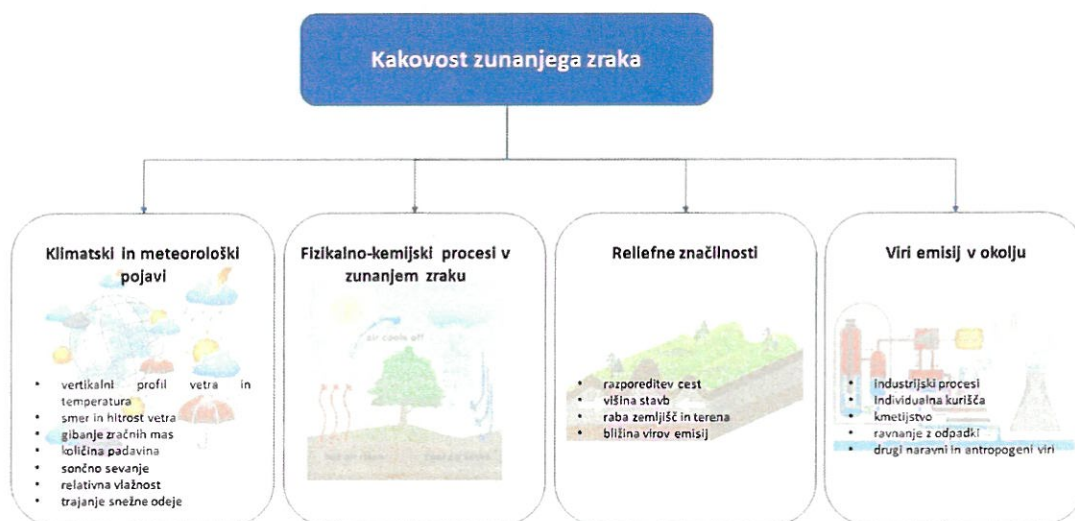 Kakovost zunanjega zraka
Klimatski in meteorološki
pojavi
• vertikalni profil vetra in
temperatura
• smer in hitrost vetra
• gibanje zračnih mas
• količina padavina
• sončno sevanje
• relativna vlažnost
• trajanje snežne odeje
Fizikalno-kemijski procesi v
zunanjem zraku
air cools off
Reliefne značilnosti
• razporeditev cest
• višina stavb
• raba zemljišč in terena
• bližina virov emisij
Viri emisij v okolju
• industrijski procesi
• individualna kurišča
• kmetijstvo
• ravnanje z odpadki
• drugi naravni in antropogeni viri